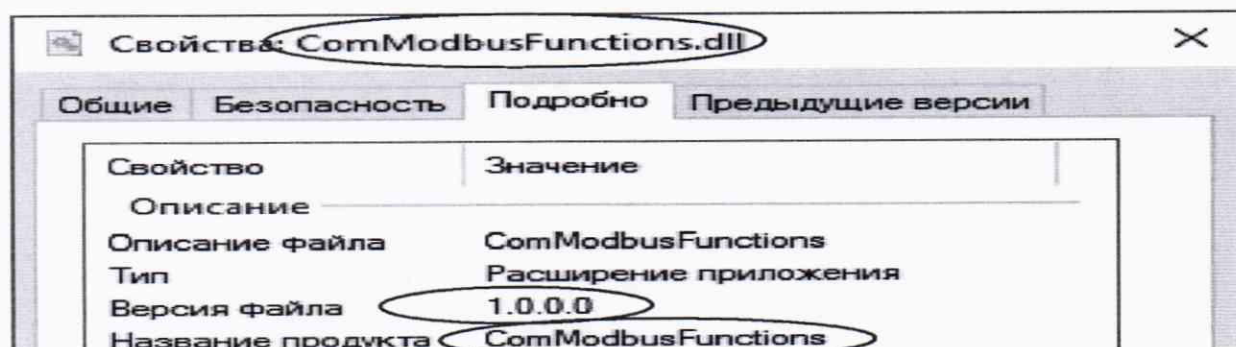 Свойства: ComModbusFunctions.dll
Общие Безопасность Подробно Предыдущие версии
Свойство Значение
Описание
Описание файла ComModbusFunctions
Тип Расширение приложения
Версия файла 1.0.0.0
Название продукта ComModbusFunctions